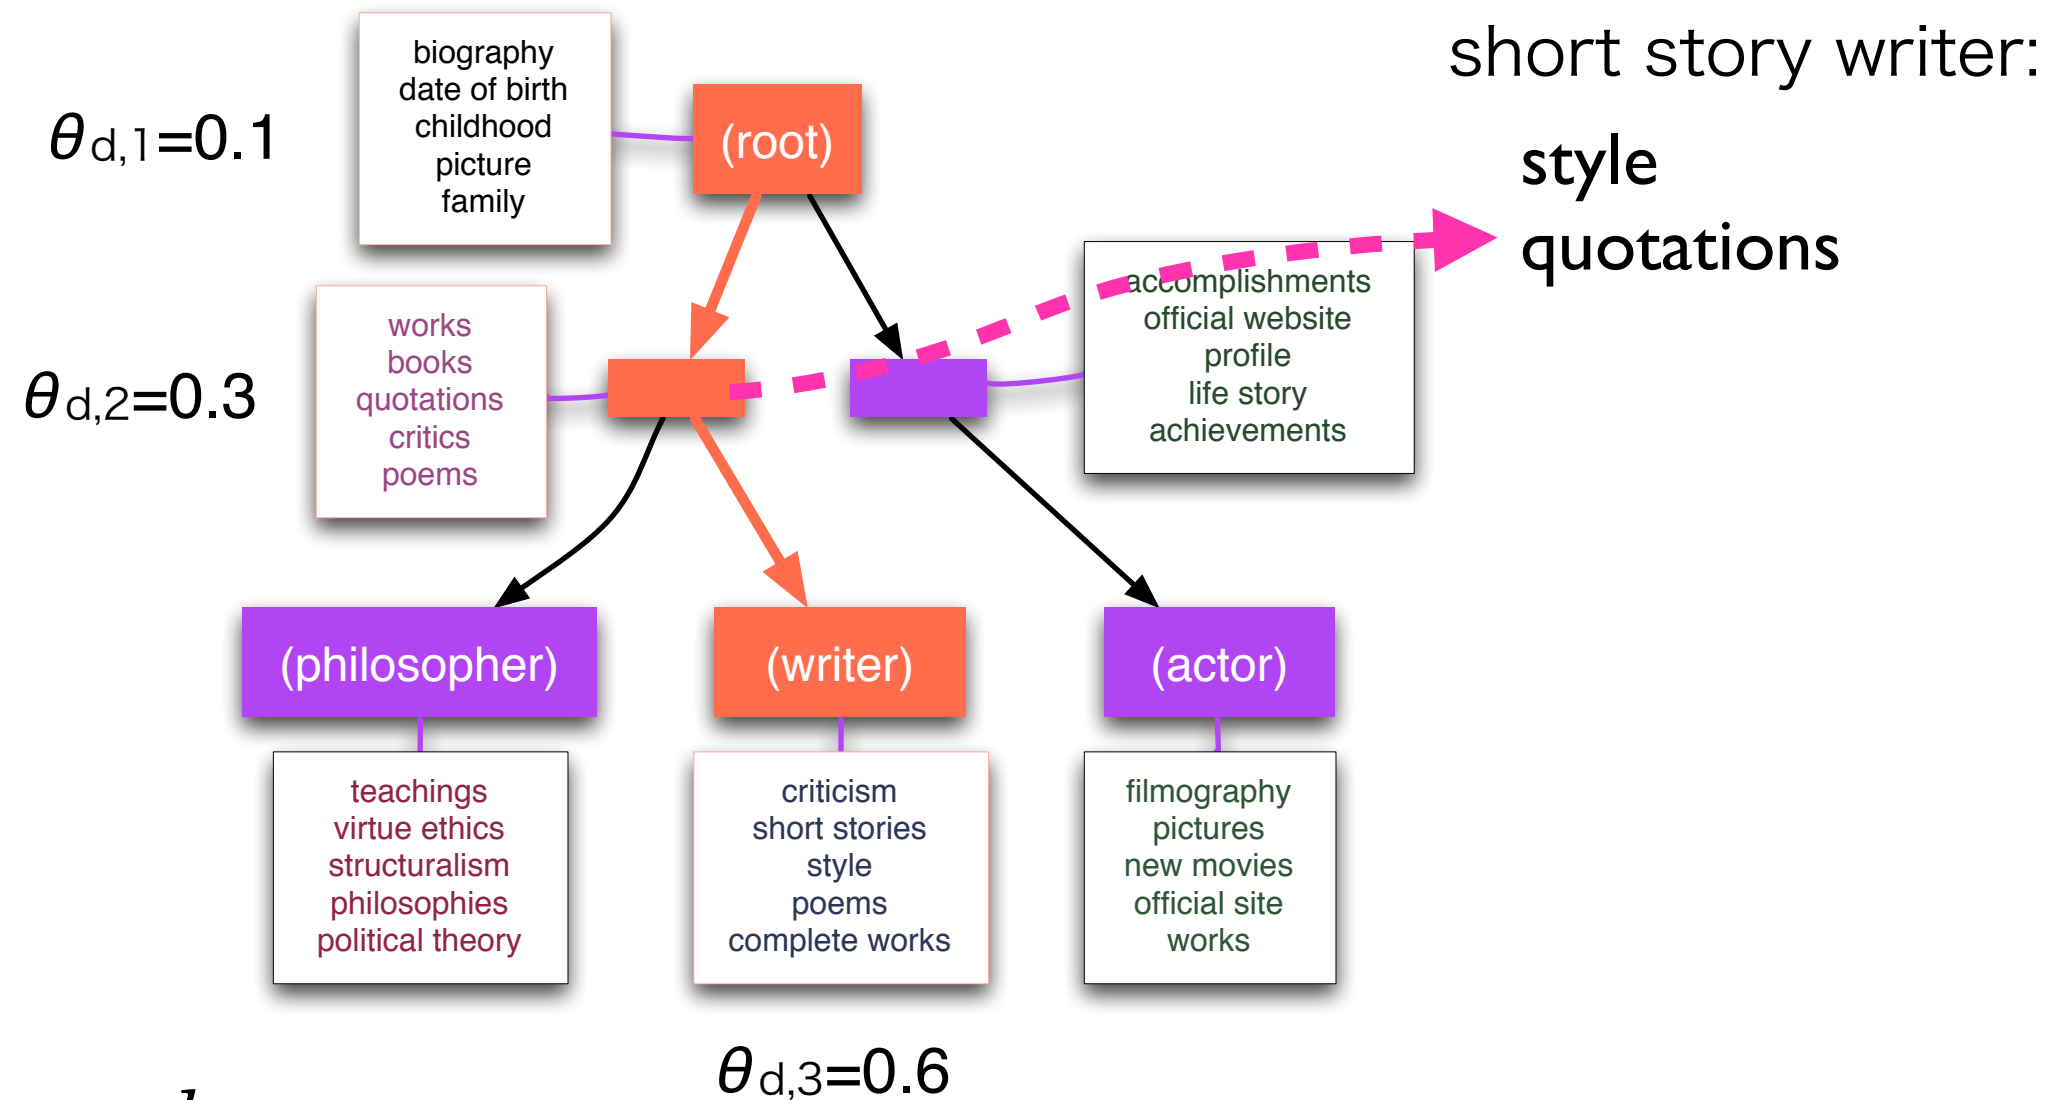 short story writer:
style
quotations
θd,1=0.1
biography
date of birth
childhood
picture
family
(root)
θd,2=0.3
works
books
quotations
critics
poems
accomplishments
official website
profile
life story
achievements
(philosopher)
(writer)
(actor)
teachings
virtue ethics
structuralism
philosophies
political theory
criticism
short stories
style
poems
complete works
filmography
pictures
new movies
official site
works
θd,3=0.6